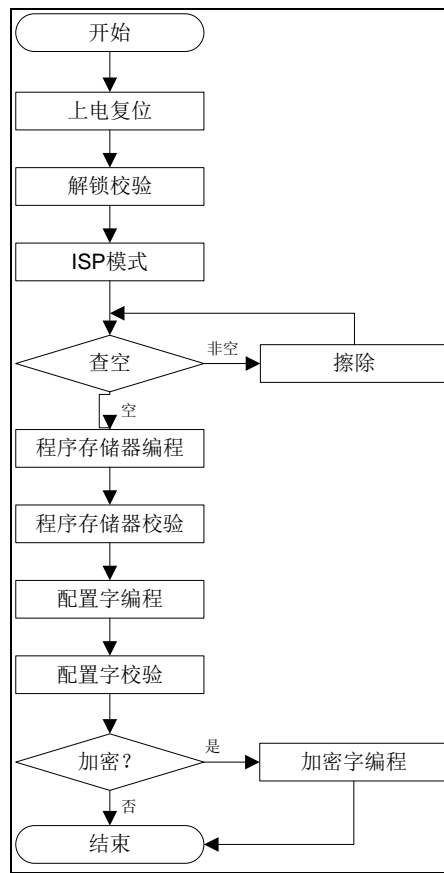 开始
上电复位
解锁校验
ISP模式
查空
非空
擦除
空
程序存储器编程
程序存储器校验
配置字编程
配置字校验
加密？
是
加密字编程
否
结束